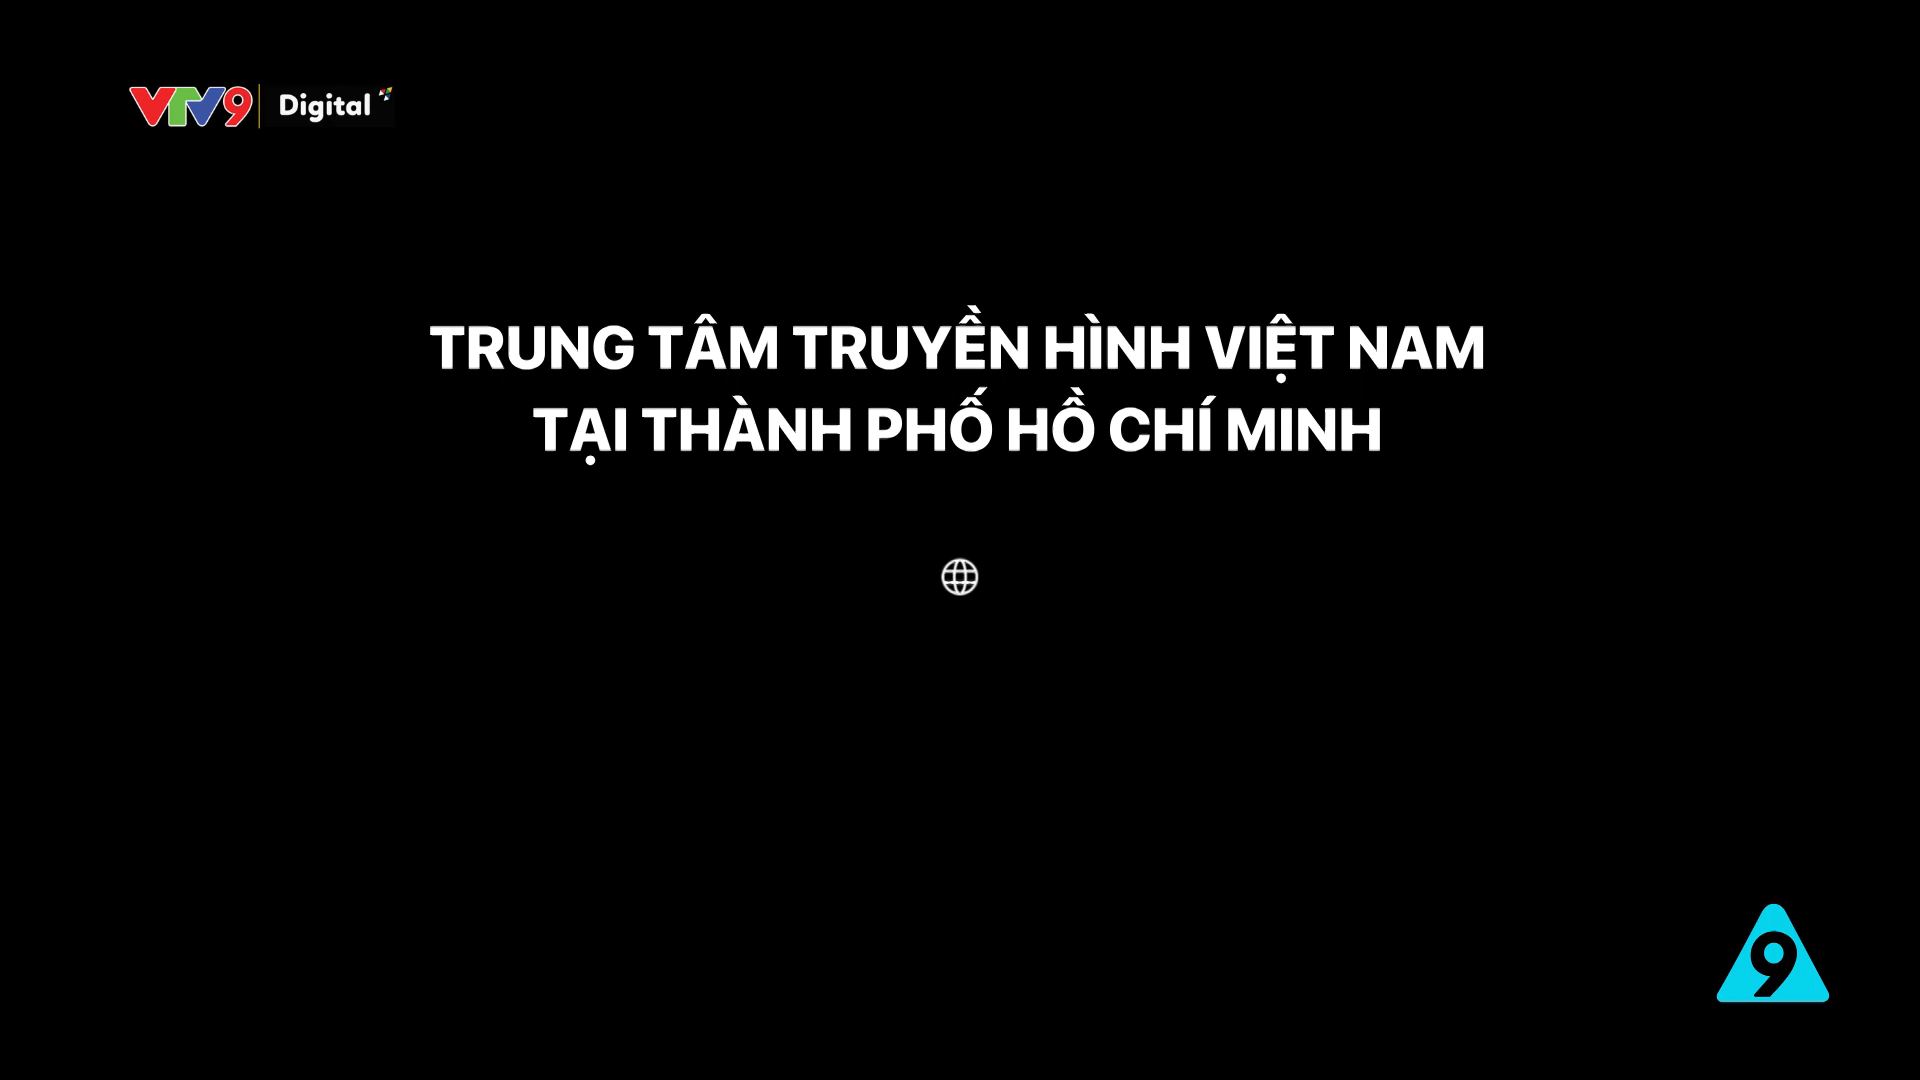 VTV9 Digital
TRUNG TÂM TRUYỀN HÌNH VIỆT NAM
TẠI THÀNH PHỐ HỒ CHÍ MINH
9